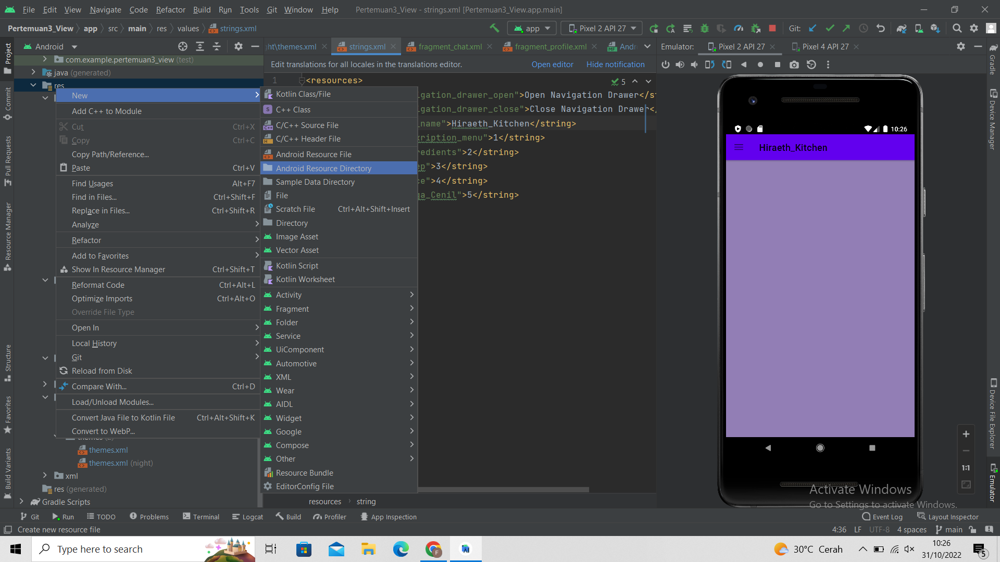 File Edit View Navigate Code Refactor Build Run Tools Git Window Help Pertemuan3_View - strings.xml [Pertemuan3_View.app.main]
Pertemuan3_View app src main res values strings.xml app Pixel 2 API 27 Git:
Android
ght\themes.xml strings.xml fragment_chat.xml fragment_profile.xml Andr
Emulator: Pixel 2 API 27 Pixel 4 API 27
Edit translations for all locales in the translations editor. Open editor Hide notification
com.example.pertemuan3_view (test)
java (generated)
res
New
Add C++ to Module
Cut Ctrl+X
Copy Ctrl+C
Copy Path/Reference...
Paste Ctrl+V
Find Usages Alt+F7
Find in Files... Ctrl+Shift+F
Replace in Files... Ctrl+Shift+R
Analyze
Refactor
Add to Favorites
Show In Resource Manager Ctrl+Shift+T
Reformat Code Ctrl+Alt+L
Optimize Imports Ctrl+Alt+O
Override File Type
Open In
Local History
Git
Reload from Disk
Compare With... Ctrl+D
Load/Unload Modules...
Convert Java File to Kotlin File Ctrl+Alt+Shift+K
Convert to WebP...
themes.xml
themes.xml (night)
xml
res (generated)
Gradle Scripts
Kotlin Class/File
C++ Class
C/C++ Source File
C/C++ Header File
Android Resource File
Android Resource Directory
Sample Data Directory
File
Scratch File Ctrl+Alt+Shift+Insert
Directory
Image Asset
Vector Asset
Kotlin Script
Kotlin Worksheet
Activity
Fragment
Folder
Service
UiComponent
Automotive
XML
Wear
AIDL
Widget
Google
Compose
Other
Resource Bundle
EditorConfig File
1 <resources> 5
igation_drawer_open">Open Navigation Drawer</st
igation_drawer_close">Close Navigation Drawer</
_name">Hiraeth_Kitchen</string>
kription_menu">1</string>
redients">2</string>
ep">3</string>
ce">4</string>
ga_Cenil">5</string>
resources string
10:26
Hiraeth_Kitchen
1:1
Activate Windows
Go to Settings to activate Windows.
Project
Commit
Pull Requests
Resource Manager
Structure
Favorites
Build Variants
Gradle
Device Manager
Device File Explorer
Emulator
Git Run TODO Problems Terminal Logcat Build Profiler App Inspection Event Log Layout Inspector
Create new resource file 4:36 LF UTF-8 4 spaces main
Type here to search 30°C Cerah 10:26
31/10/2022
5